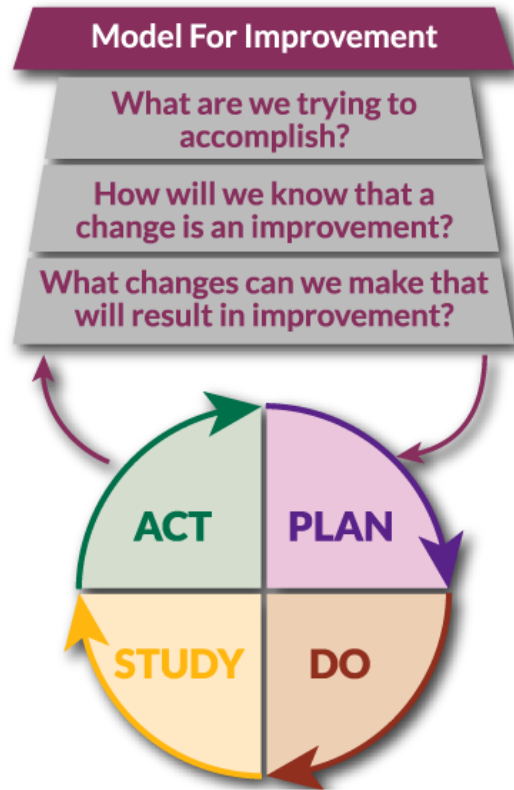 Model For Improvement
What are we trying to
accomplish?
How will we know that a
change is an improvement?
What changes can we make that
will result in improvement?
ACT
PLAN
STUDY
DO